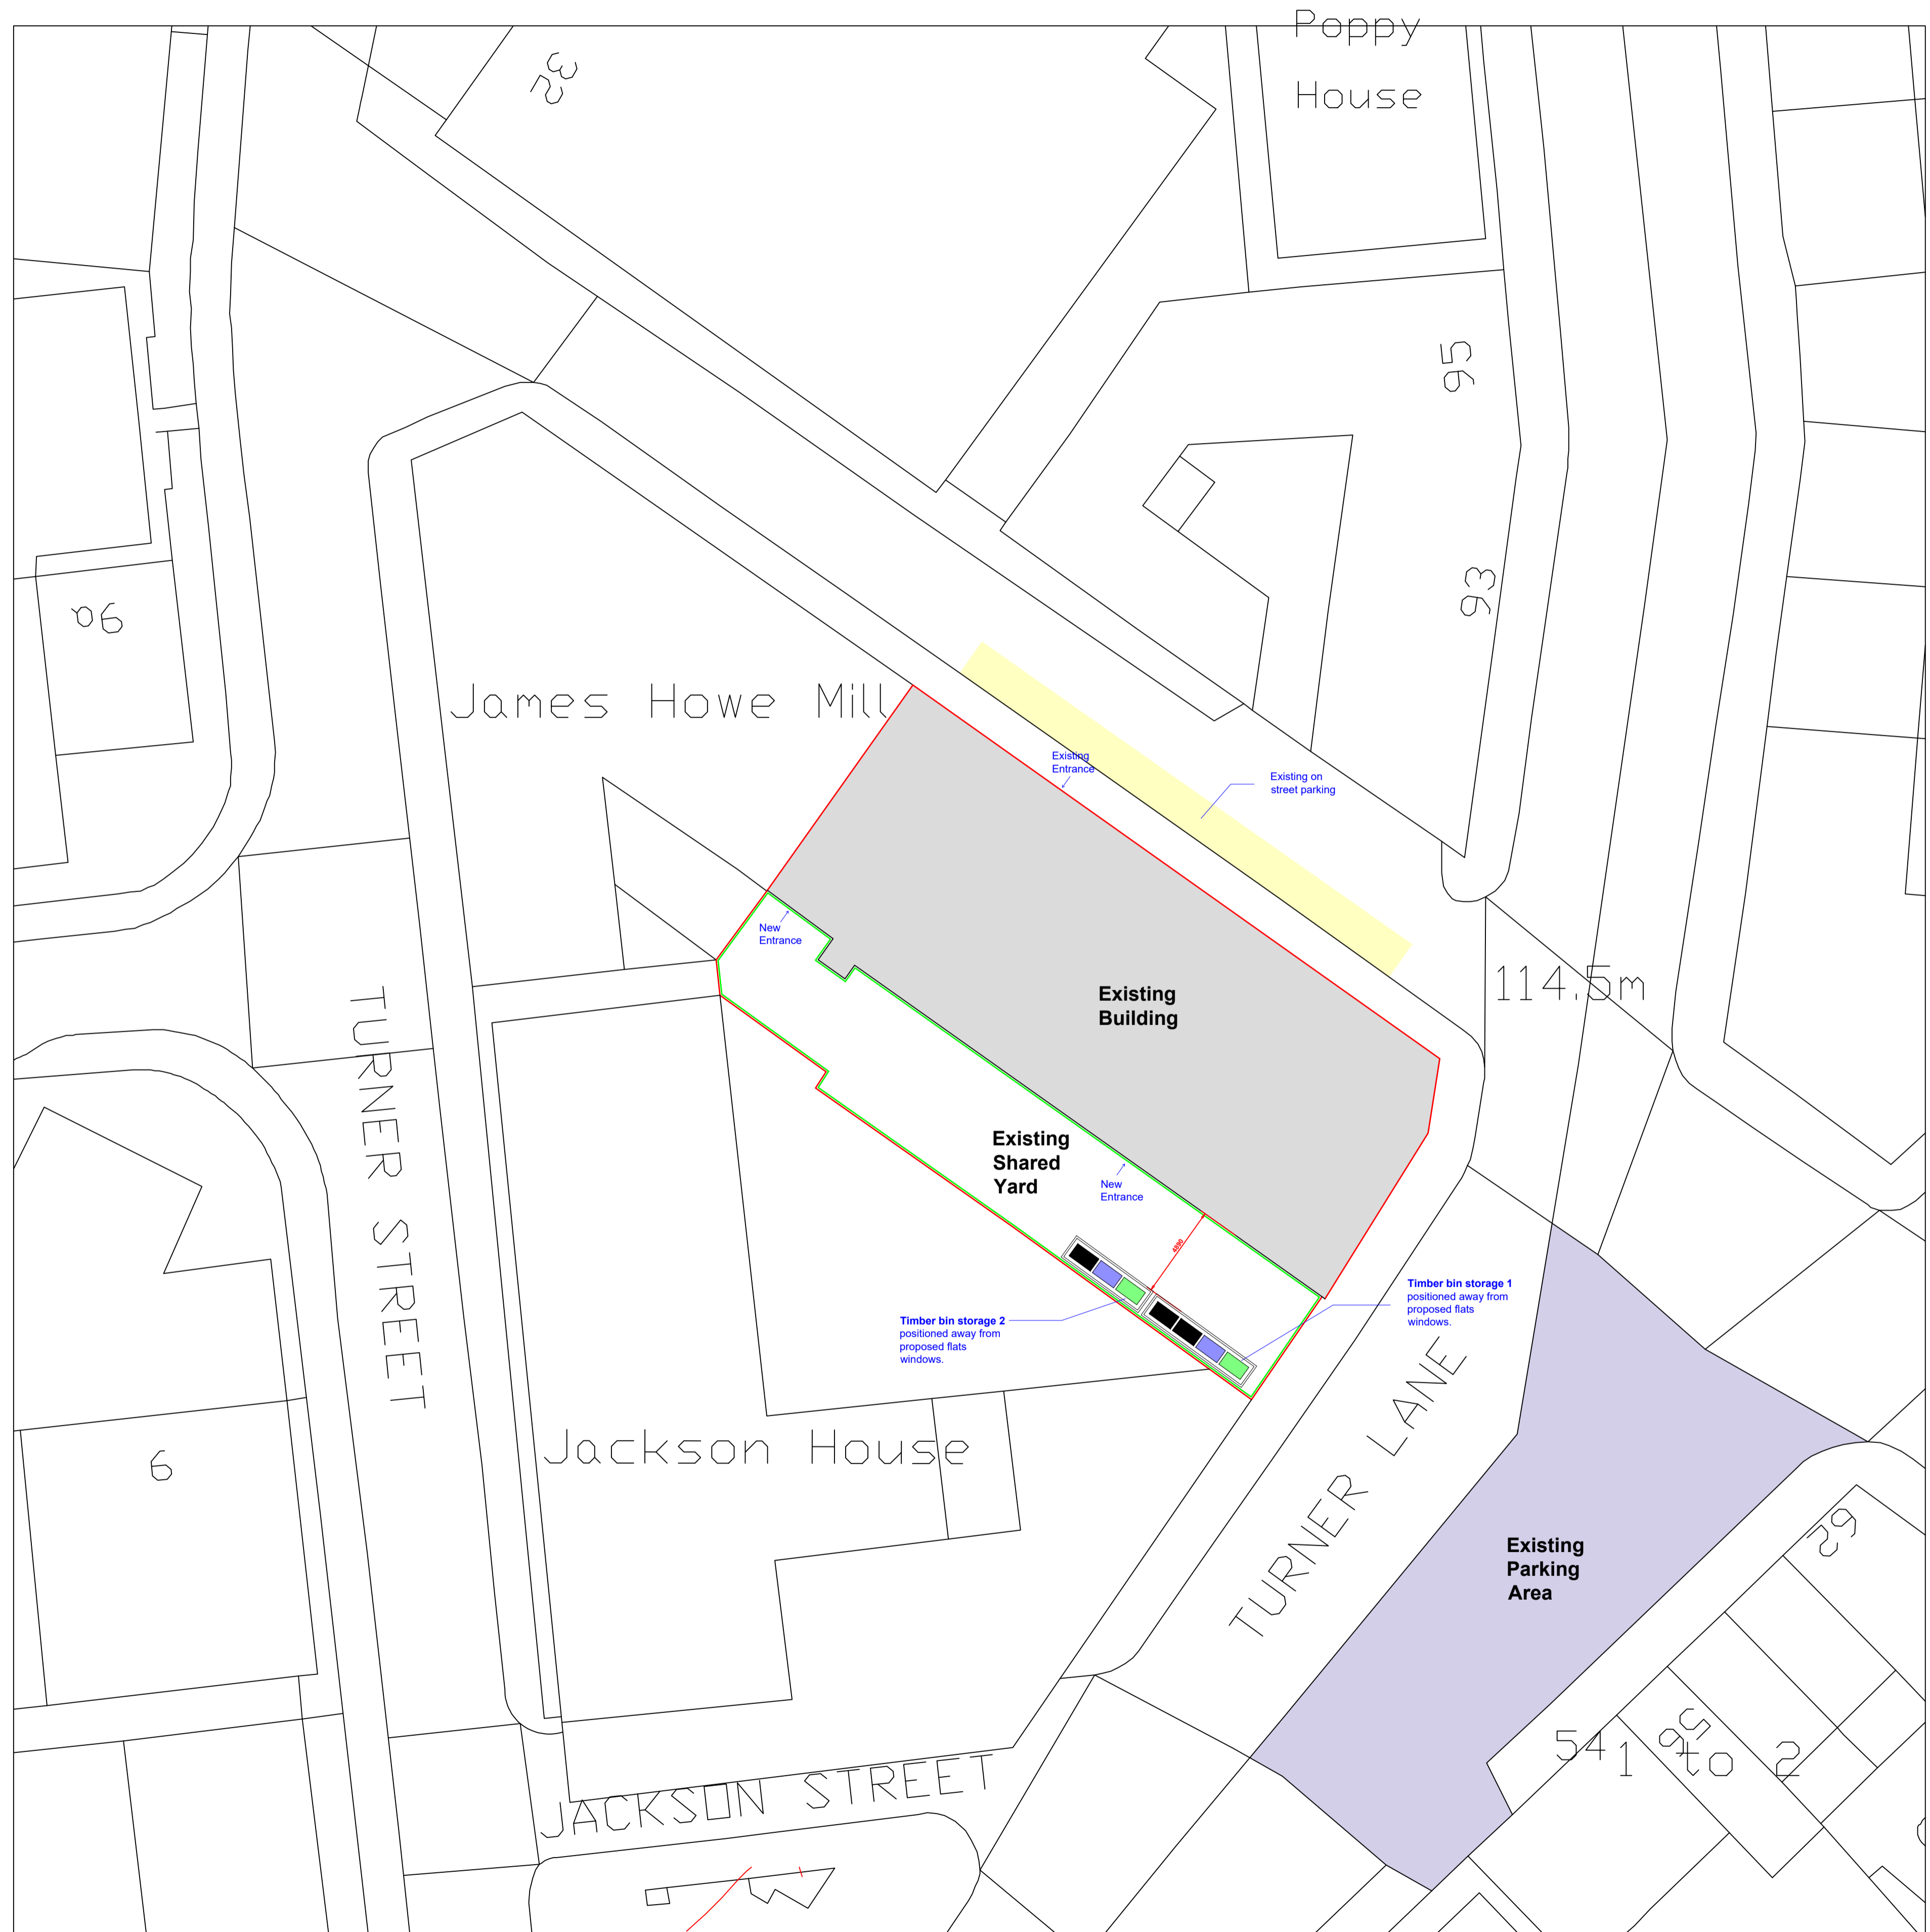 Poppy
House
32
95
93
90
James Howe Mill
Existing
Entrance
Existing on
street parking
New
Entrance
114.5m
Existing
Building
TURNER STREET
Existing
Shared
Yard
New
Entrance
4890
Timber bin storage 1
positioned away from
proposed flats
windows.
Timber bin storage 2
positioned away from
proposed flats
windows.
TURNER LANE
Jackson House
9
Existing
Parking
Area
29
54
56
1 to 2
JACKSON STREET